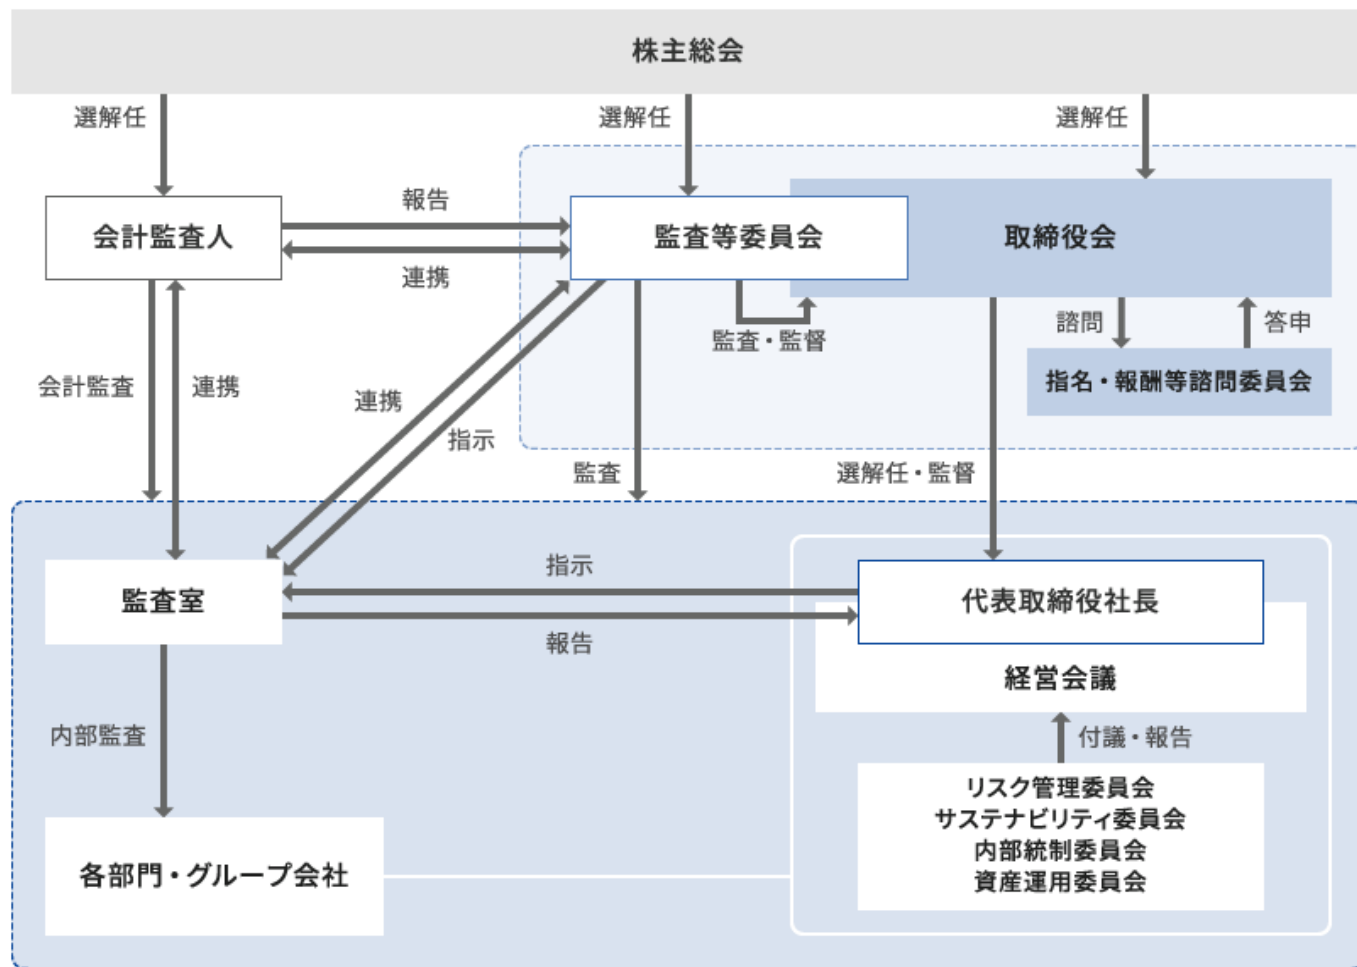 株主総会
選解任
選解任
選解任
会計監査人
報告
連携
監査等委員会
取締役会
監査・監督
諮問
答申
指名・報酬等諮問委員会
会計監査
連携
連携
指示
監査
選解任・監督
監査室
指示
報告
代表取締役社長
経営会議
内部監査
付議・報告
リスク管理委員会
サステナビリティ委員会
内部統制委員会
資産運用委員会
各部門・グループ会社